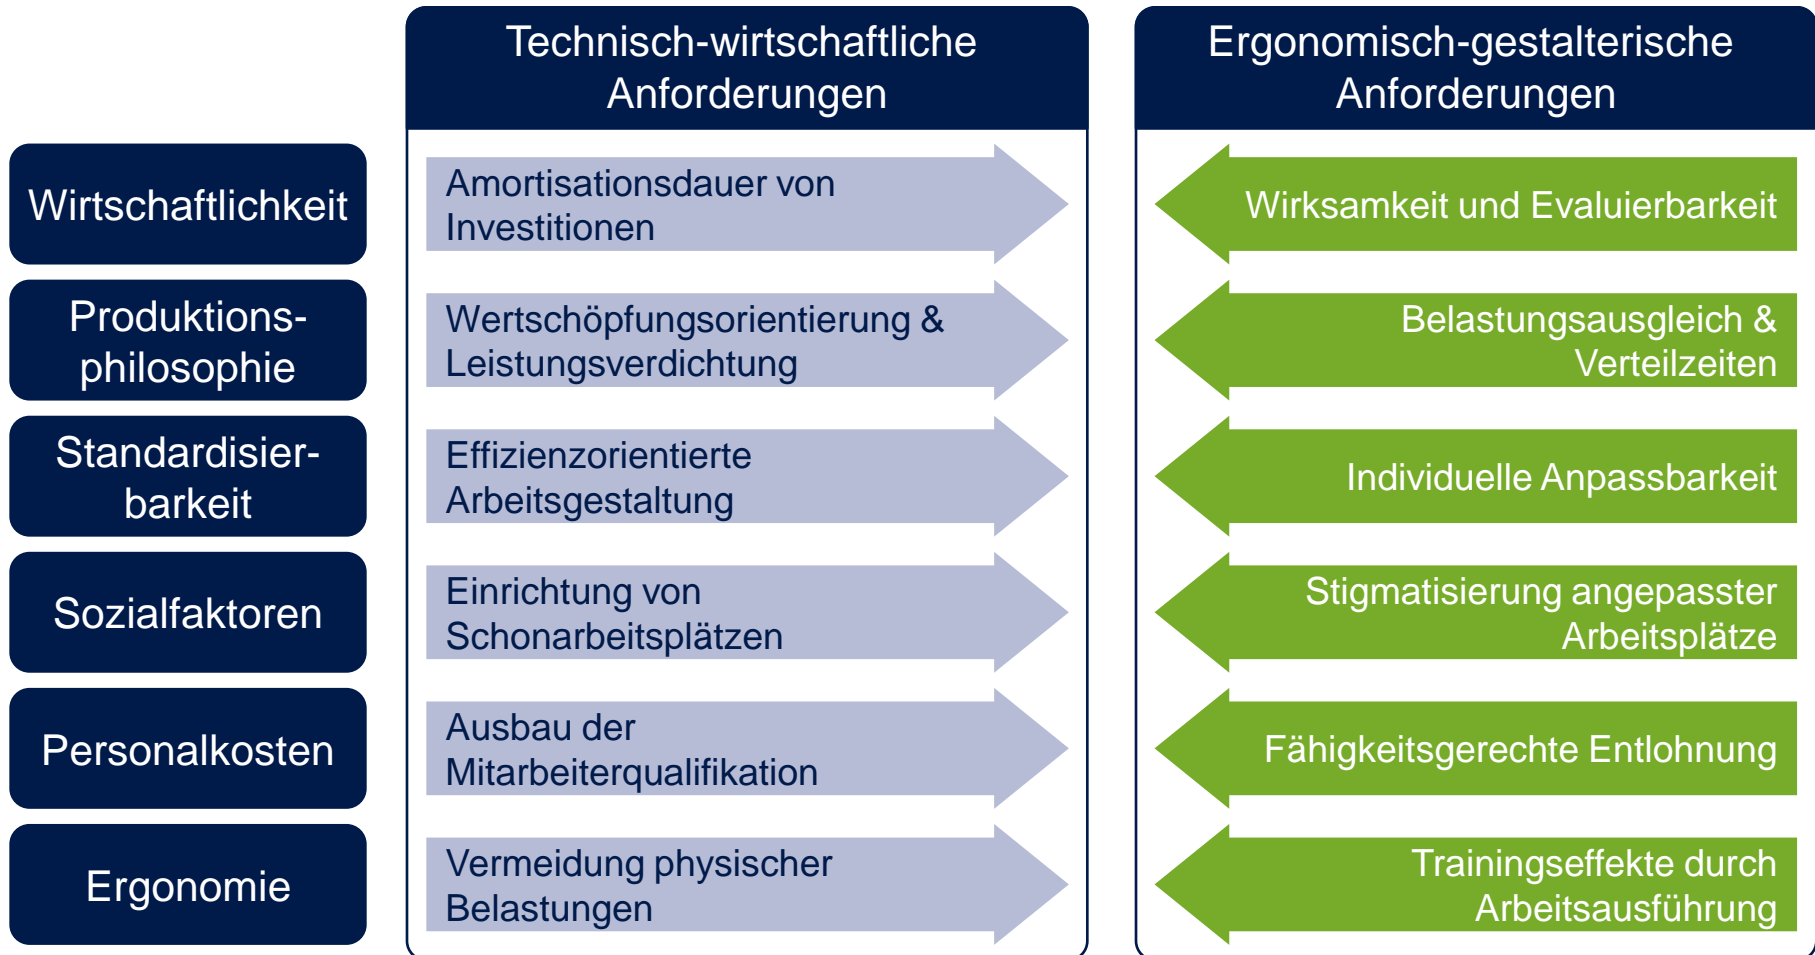 Technisch-wirtschaftliche
Anforderungen
Ergonomisch-gestalterische
Anforderungen
Wirtschaftlichkeit
Amortisationsdauer von
Investitionen
Wirksamkeit und Evaluierbarkeit
Produktions-
philosophie
Wertschöpfungsorientierung &
Leistungsverdichtung
Belastungsausgleich &
Verteilzeiten
Standardisier-
barkeit
Effizienzorientierte
Arbeitsgestaltung
Individuelle Anpassbarkeit
Sozialfaktoren
Einrichtung von
Schonarbeitsplätzen
Stigmatisierung angepasster
Arbeitsplätze
Personalkosten
Ausbau der
Mitarbeiterqualifikation
Fähigkeitsgerechte Entlohnung
Ergonomie
Vermeidung physischer
Belastungen
Trainingseffekte durch
Arbeitsausführung